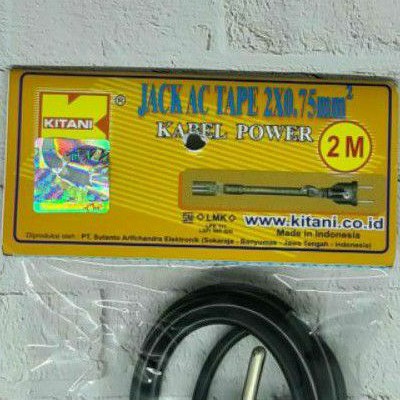 KITANI
®
JACK AC TAPE 2X0,75mm²
KABEL POWER
2 M
SNI LMK
www.kitani.co.id
Made in Indonesia
Diproduksi oleh : PT. Sutanto Arifchandra Elektronik (Sokaraja - Banyumas - Jawa Tengah - Indonesia)